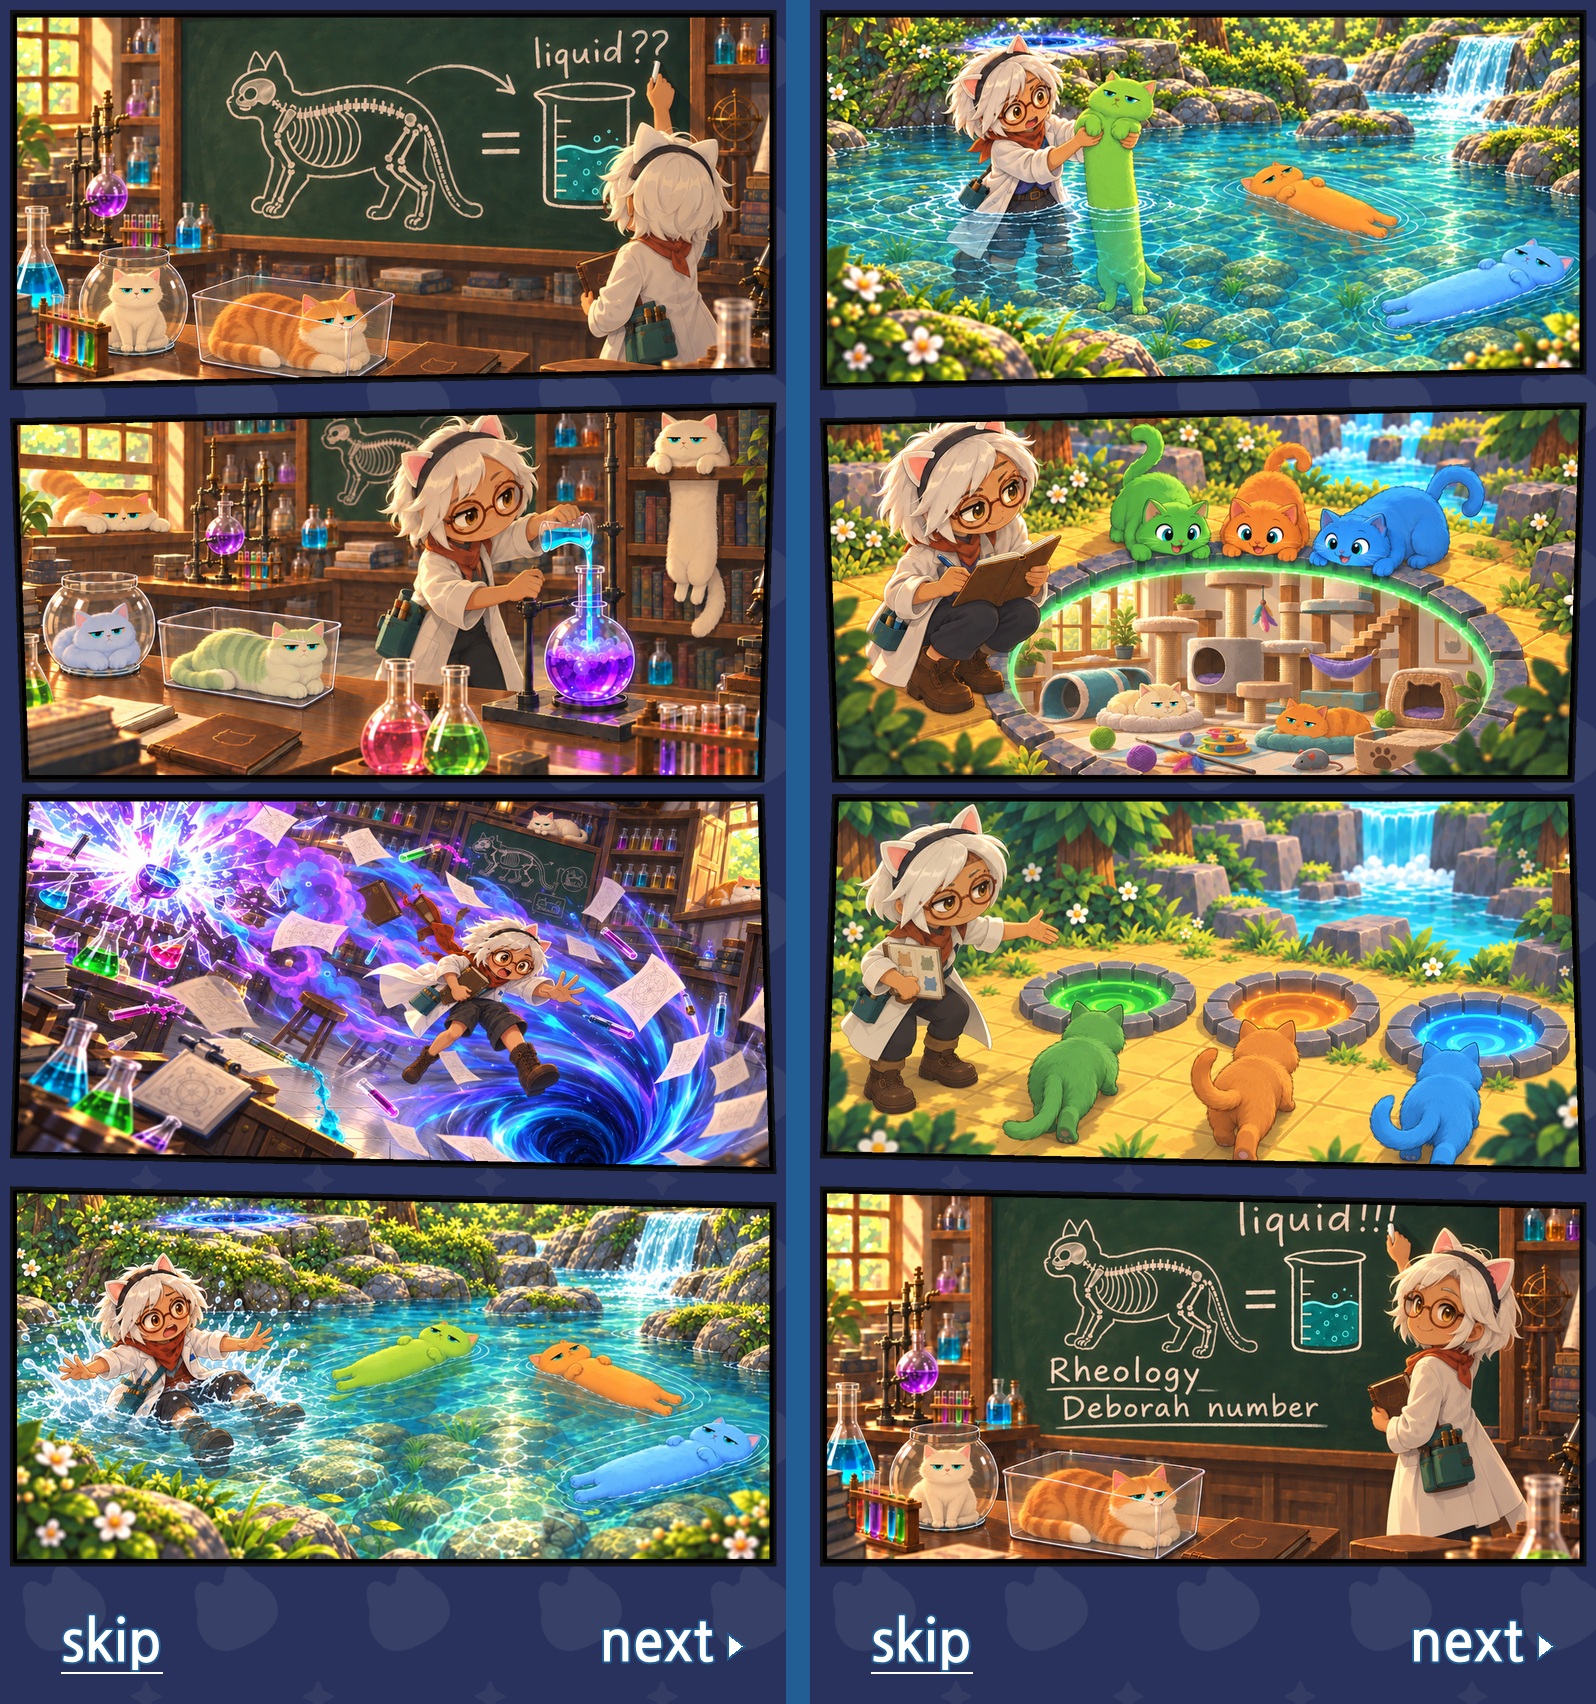 liquid??
=
skip
next
liquid!!!
=
Rheology
Deborah number
skip
next